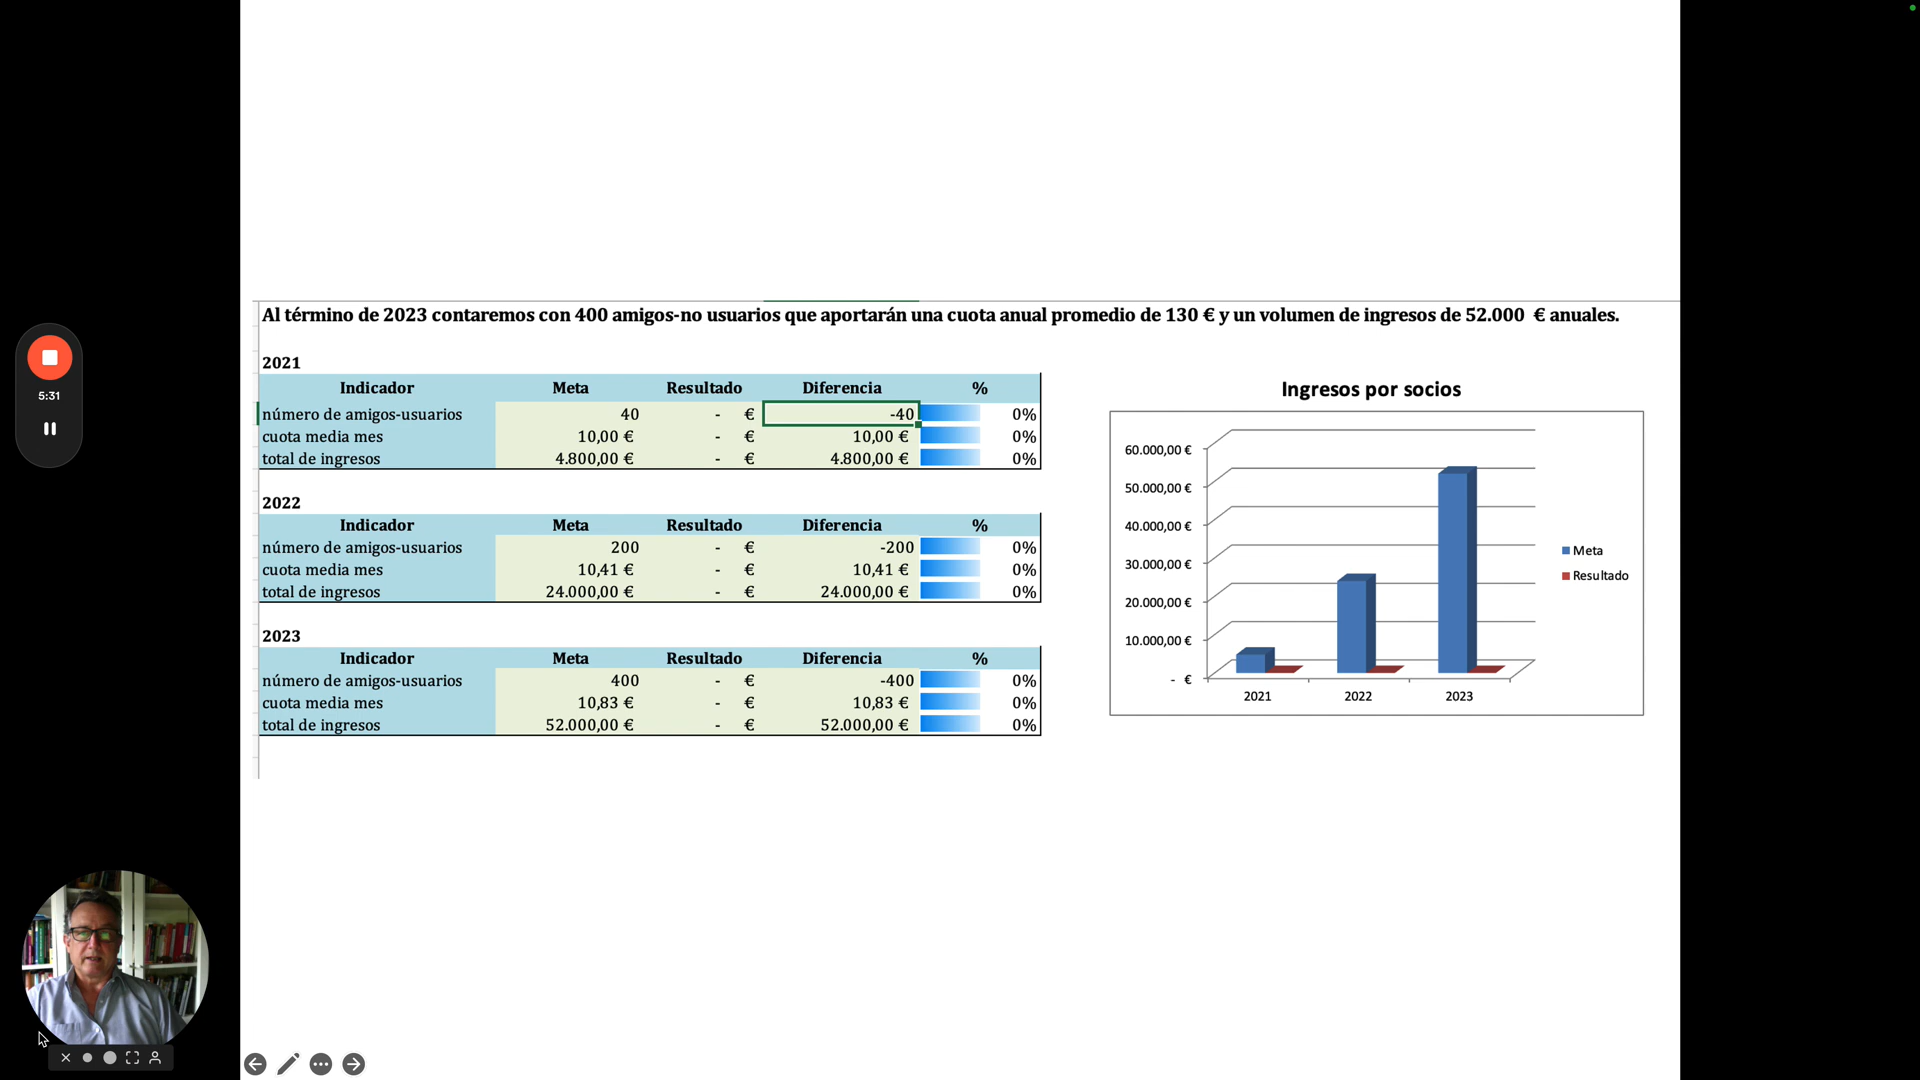 Al término de 2023 contaremos con 400 amigos-no usuarios que aportarán una cuota anual promedio de 130 € y un volumen de ingresos de 52.000 € anuales.
2021
Indicador Meta Resultado Diferencia %
número de amigos-usuarios 40 - € -40 0%
cuota media mes 10,00 € - € 10,00 € 0%
total de ingresos 4.800,00 € - € 4.800,00 € 0%
2022
Indicador Meta Resultado Diferencia %
número de amigos-usuarios 200 - € -200 0%
cuota media mes 10,41 € - € 10,41 € 0%
total de ingresos 24.000,00 € - € 24.000,00 € 0%
2023
Indicador Meta Resultado Diferencia %
número de amigos-usuarios 400 - € -400 0%
cuota media mes 10,83 € - € 10,83 € 0%
total de ingresos 52.000,00 € - € 52.000,00 € 0%
Ingresos por socios
60.000,00 €
50.000,00 €
40.000,00 €
30.000,00 €
20.000,00 €
10.000,00 €
- €
2021 2022 2023
Meta
Resultado
5:31